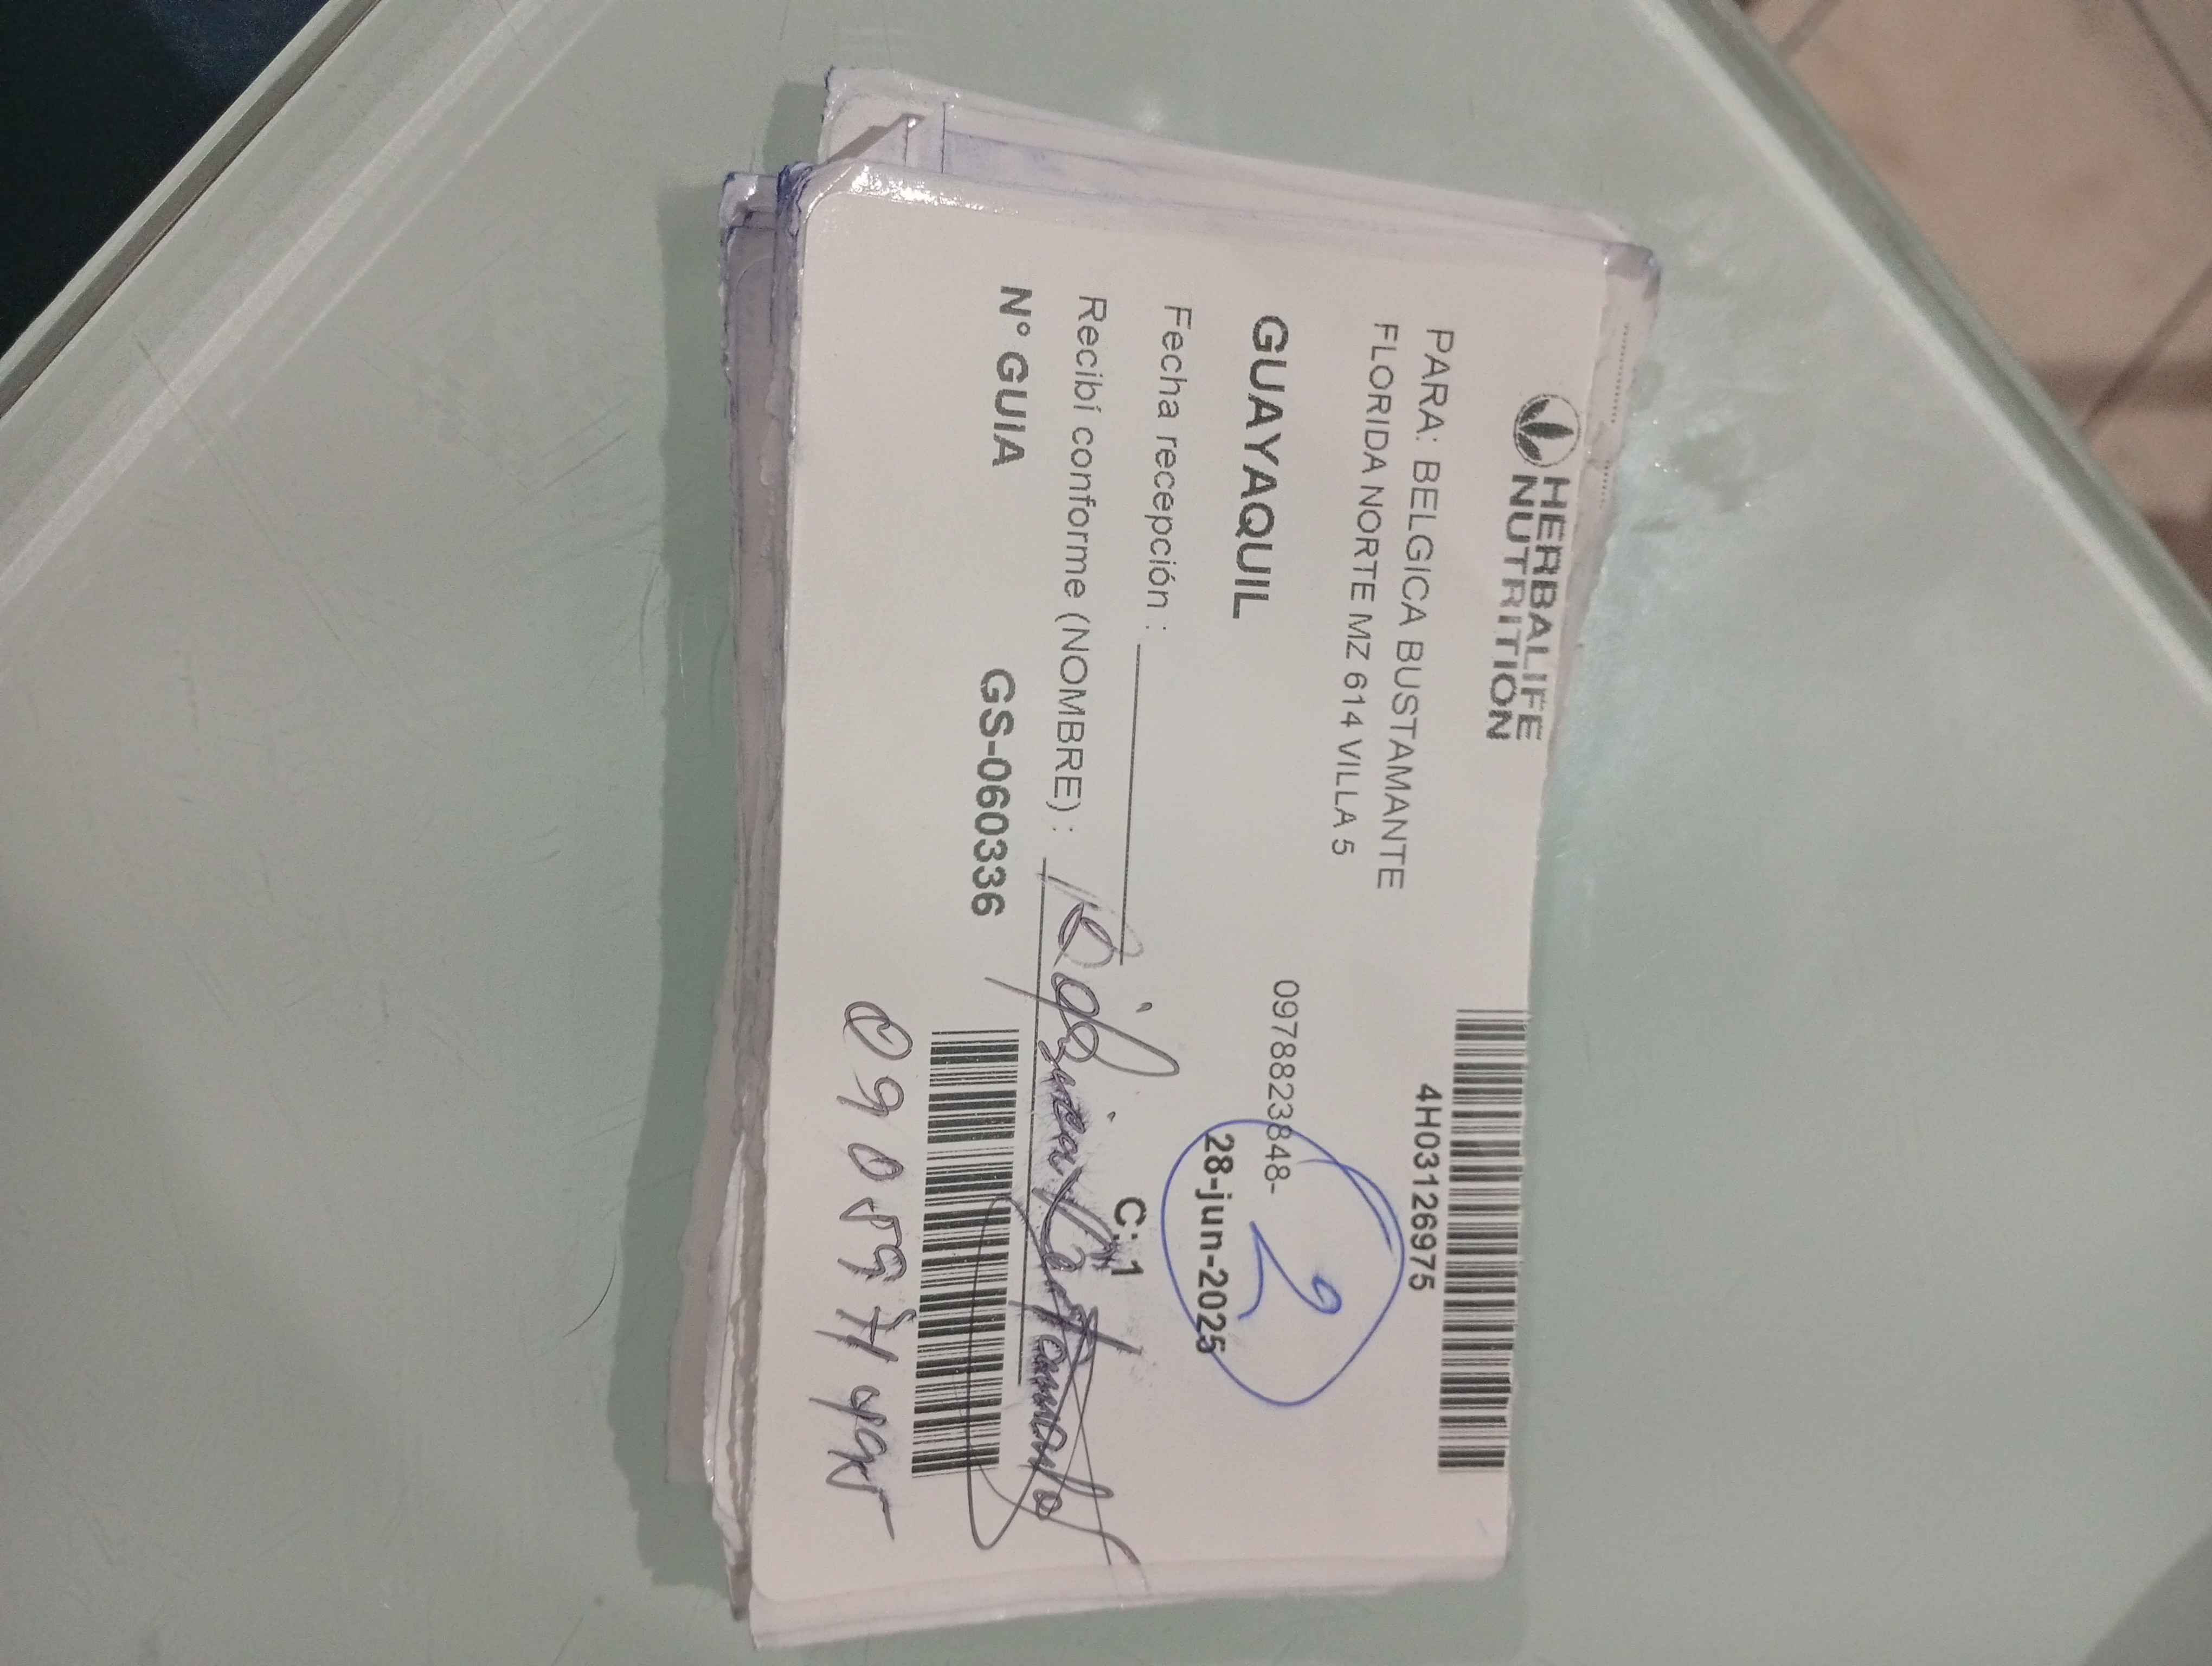 HERBALIFE
NUTRITION
4H03126975
PARA: BELGICA BUSTAMANTE
FLORIDA NORTE MZ 614 VILLA 5
0978823848-
2
GUAYAQUIL
28-jun-2025
Fecha recepción :
C. 1
Recibí conforme (NOMBRE) :
N° GUIA
GS-060336